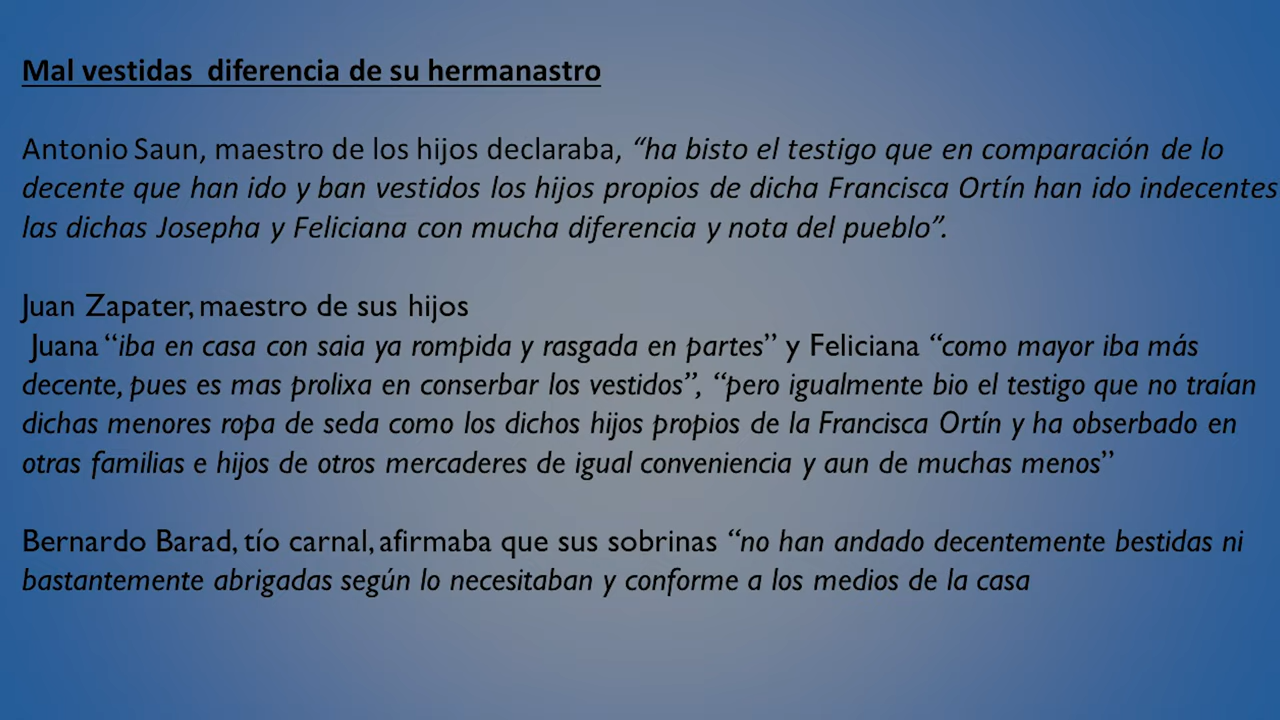 Mal vestidas  diferencia de su hermanastro
Antonio Saun, maestro de los hijos declaraba, “ha bisto el testigo que en comparación de lo
decente que han ido y ban vestidos los hijos propios de dicha Francisca Ortín han ido indecentes
las dichas Josepha y Feliciana con mucha diferencia y nota del pueblo”.
Juan Zapater, maestro de sus hijos
Juana “iba en casa con saia ya rompida y rasgada en partes” y Feliciana “como mayor iba más
decente, pues es mas prolixa en conserbar los vestidos”, “pero igualmente bio el testigo que no traían
dichas menores ropa de seda como los dichos hijos propios de la Francisca Ortín y ha obserbado en
otras familias e hijos de otros mercaderes de igual conveniencia y aun de muchas menos”
Bernardo Barad, tío carnal, afirmaba que sus sobrinas “no han andado decentemente bestidas ni
bastantemente abrigadas según lo necesitaban y conforme a los medios de la casa